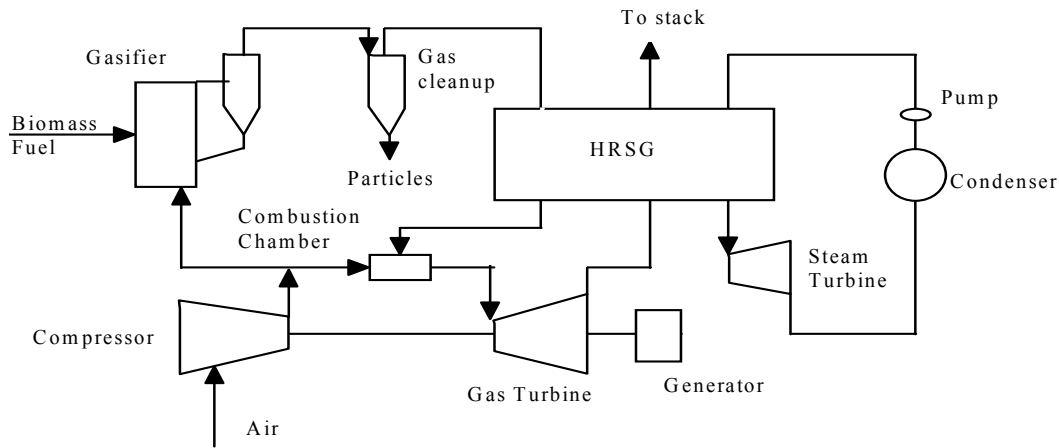 To stack
Gasifier
Gas
cleanup
Pump
Biomass
Fuel
HRSG
Particles
Condenser
Combustion
Chamber
Steam
Turbine
Compressor
Gas Turbine
Generator
Air